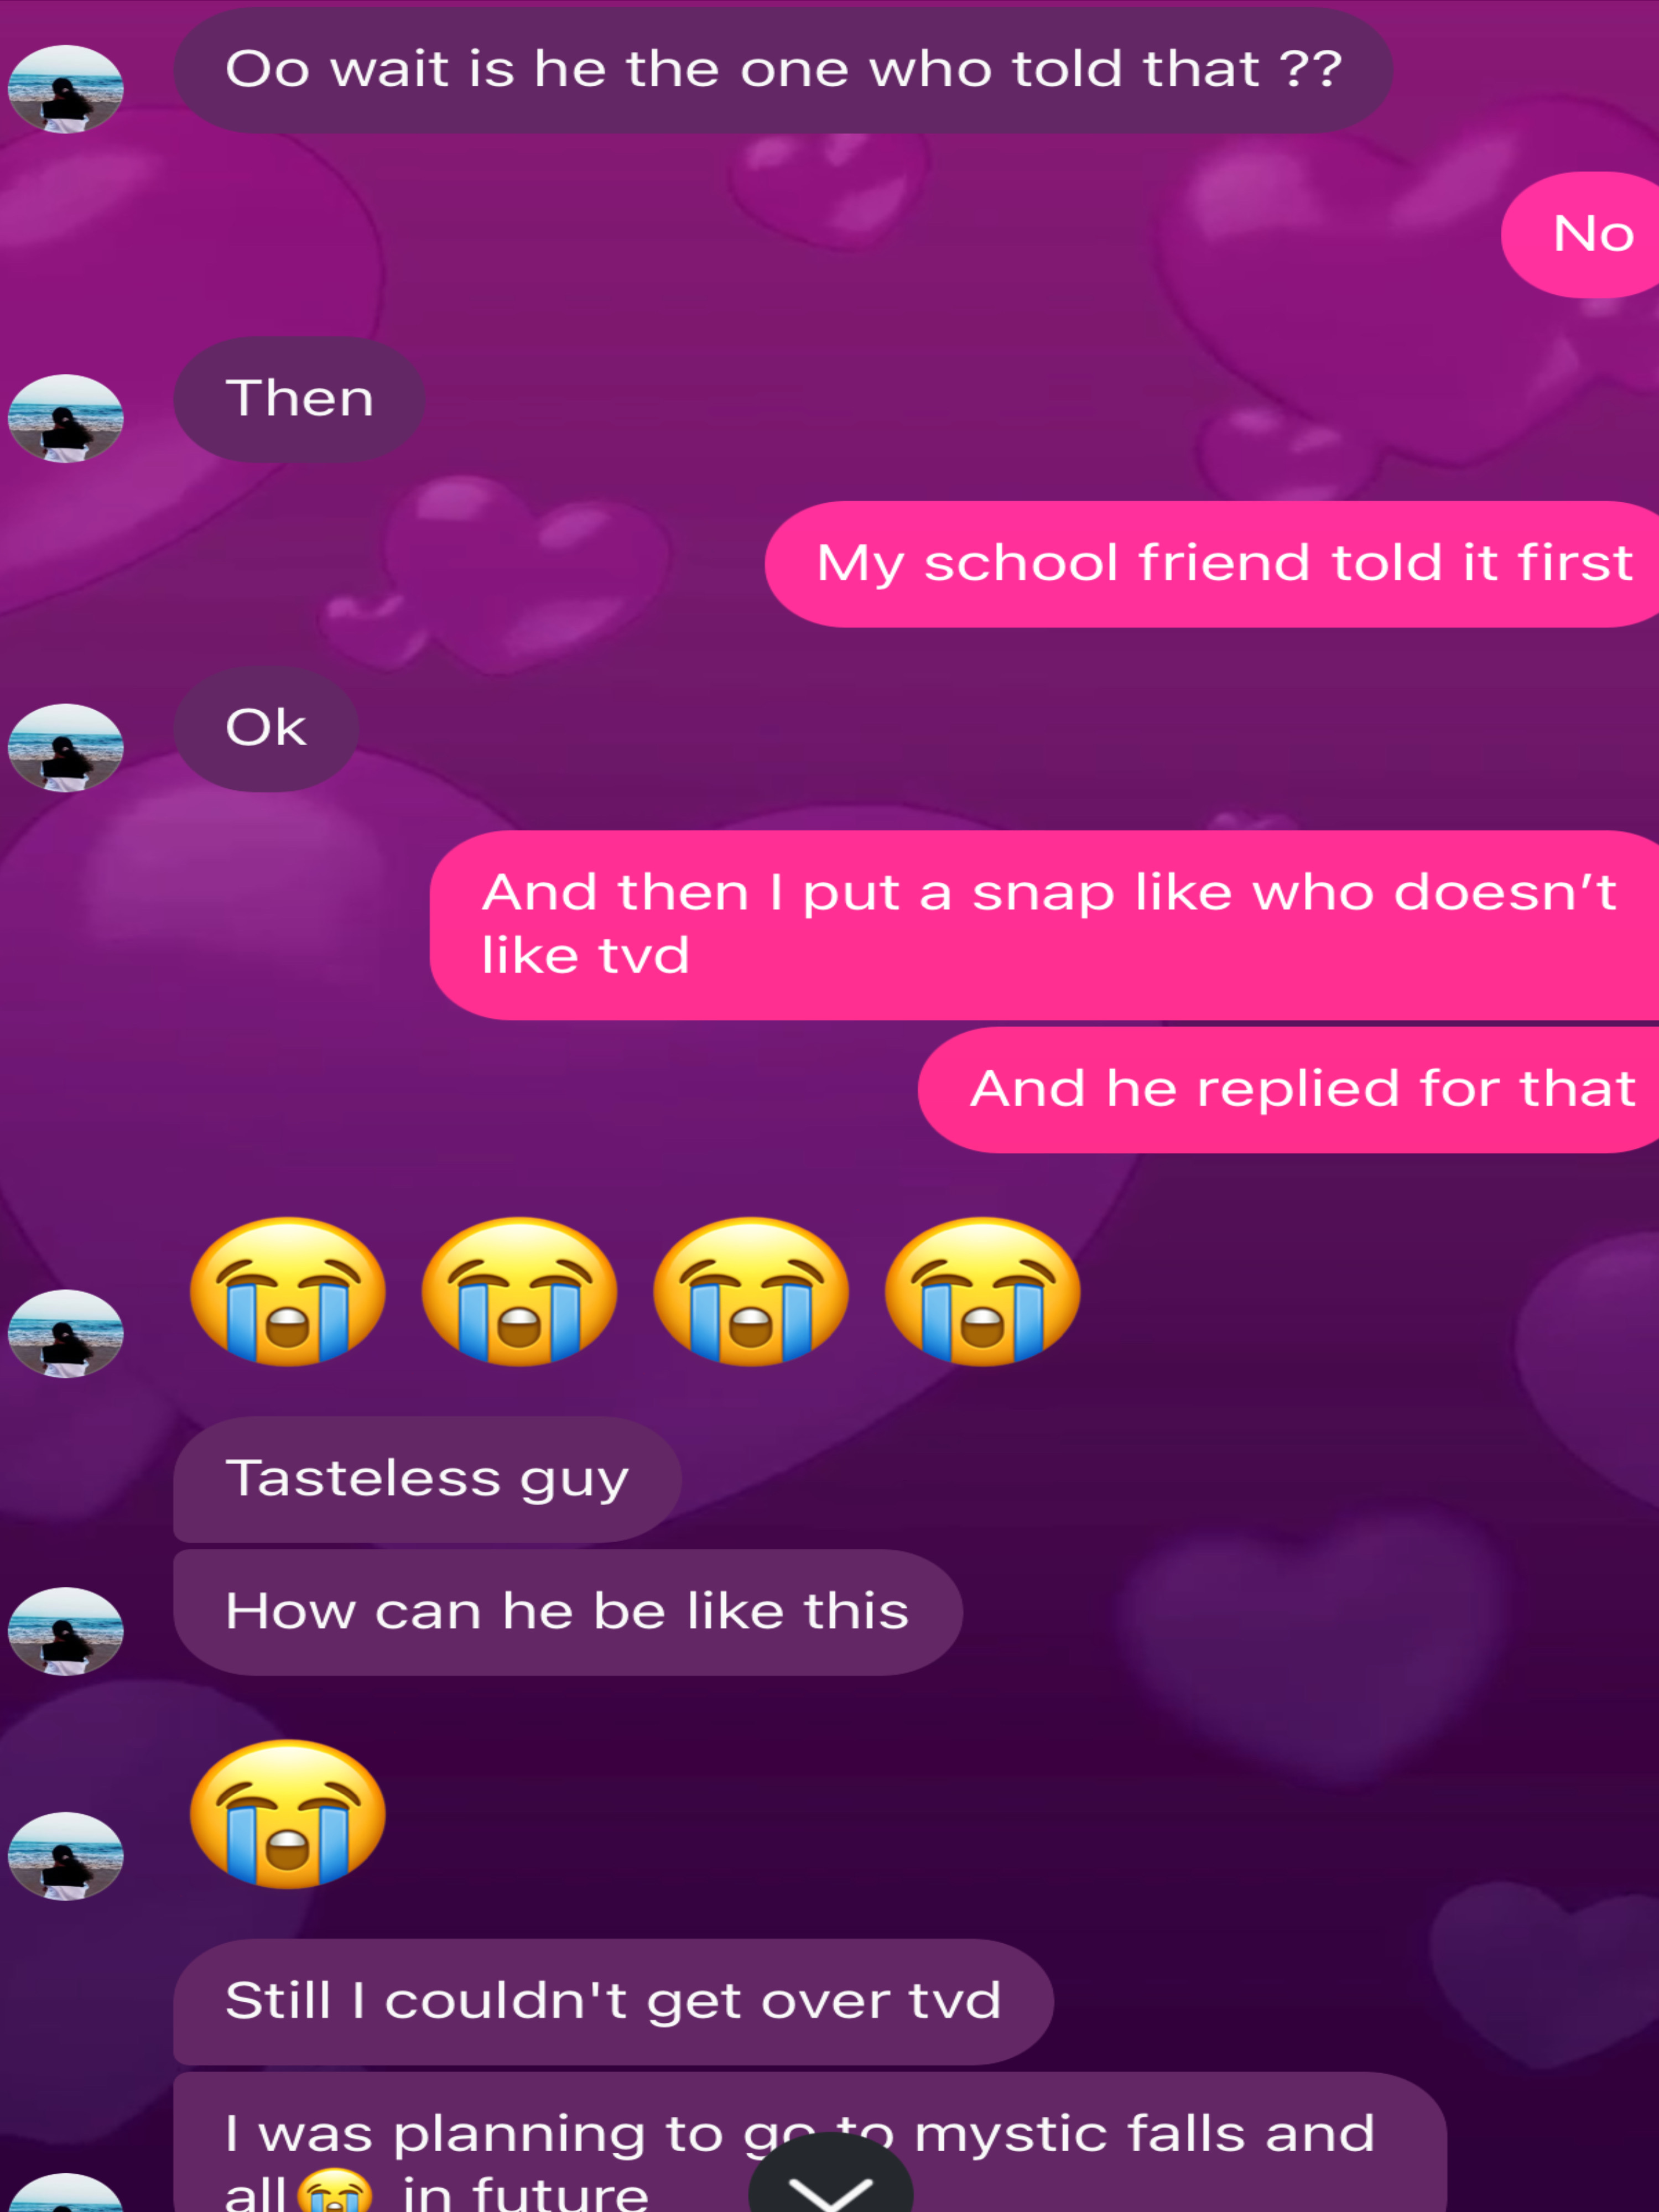 Oo wait is he the one who told that ??
No
Then
My school friend told it first
Ok
And then I put a snap like who doesn’t
like tvd
And he replied for that
😭😭😭😭
Tasteless guy
How can he be like this
😭
Still I couldn't get over tvd
I was planning to go to mystic falls and
all😭 in future